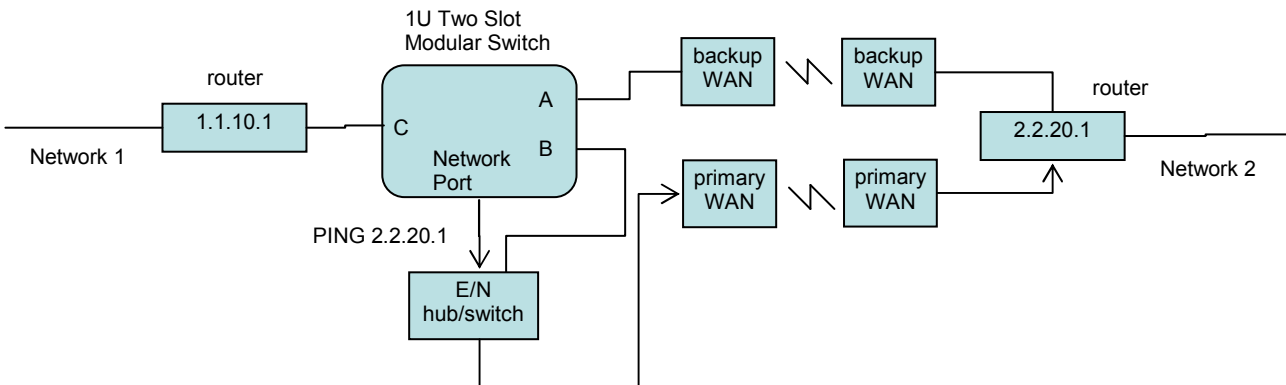 1U Two Slot
Modular Switch
router
1.1.10.1
Network 1
C
A
B
Network
Port
PING 2.2.20.1
E/N
hub/switch
backup
WAN
backup
WAN
primary
WAN
primary
WAN
router
2.2.20.1
Network 2